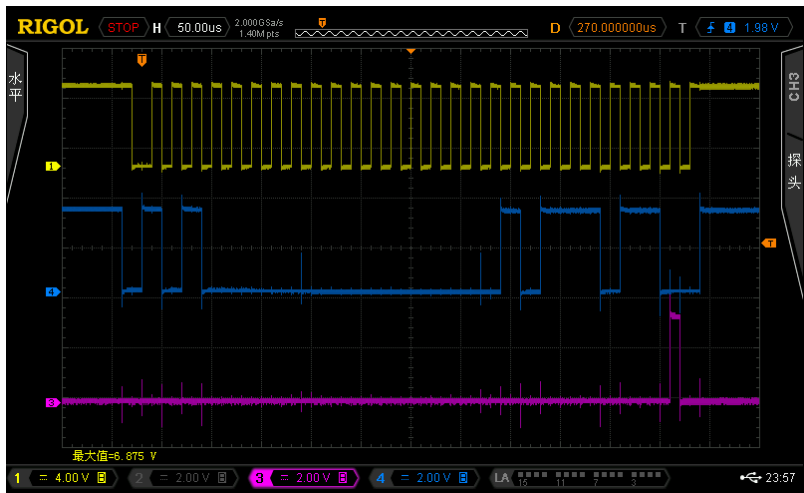 RIGOL STOP H 50.00us 2.000GSa/s 1.40Mpts D 270.000000us T 4 1.98 V
T
水平
CH3
探头
1
T
4
3
最大值=6.875 V
1 = 4.00 V B 2 = 2.00 V B 3 = 2.00 V B 4 = 2.00 V B LA 15 11 7 3 23:57